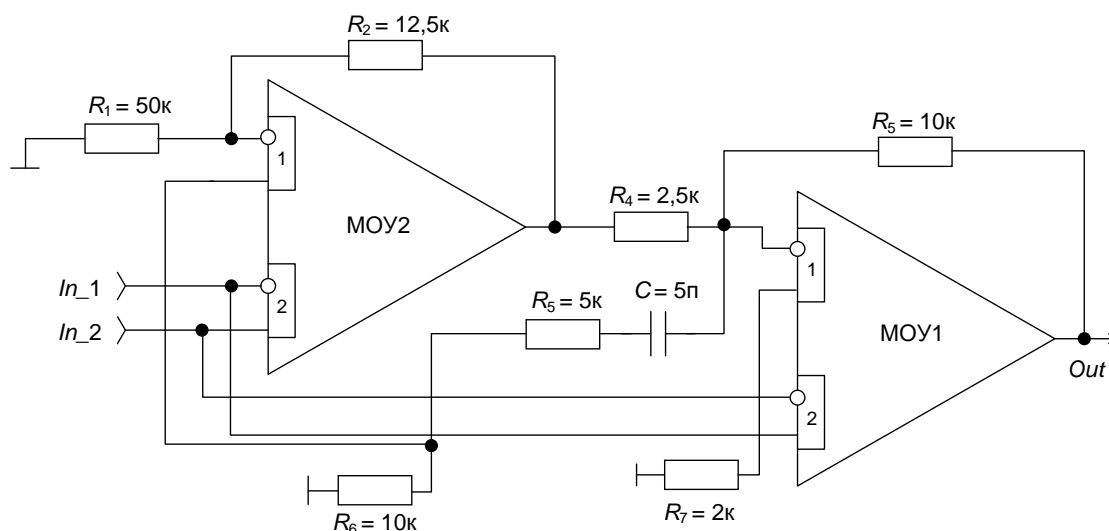 R2 = 12,5к
R1 = 50к
R5 = 10к
1
R4 = 2,5к
МОУ2
1
In_1
2
C = 5п
R5 = 5к
In_2
МОУ1
Out
2
R6 = 10к
R7 = 2к